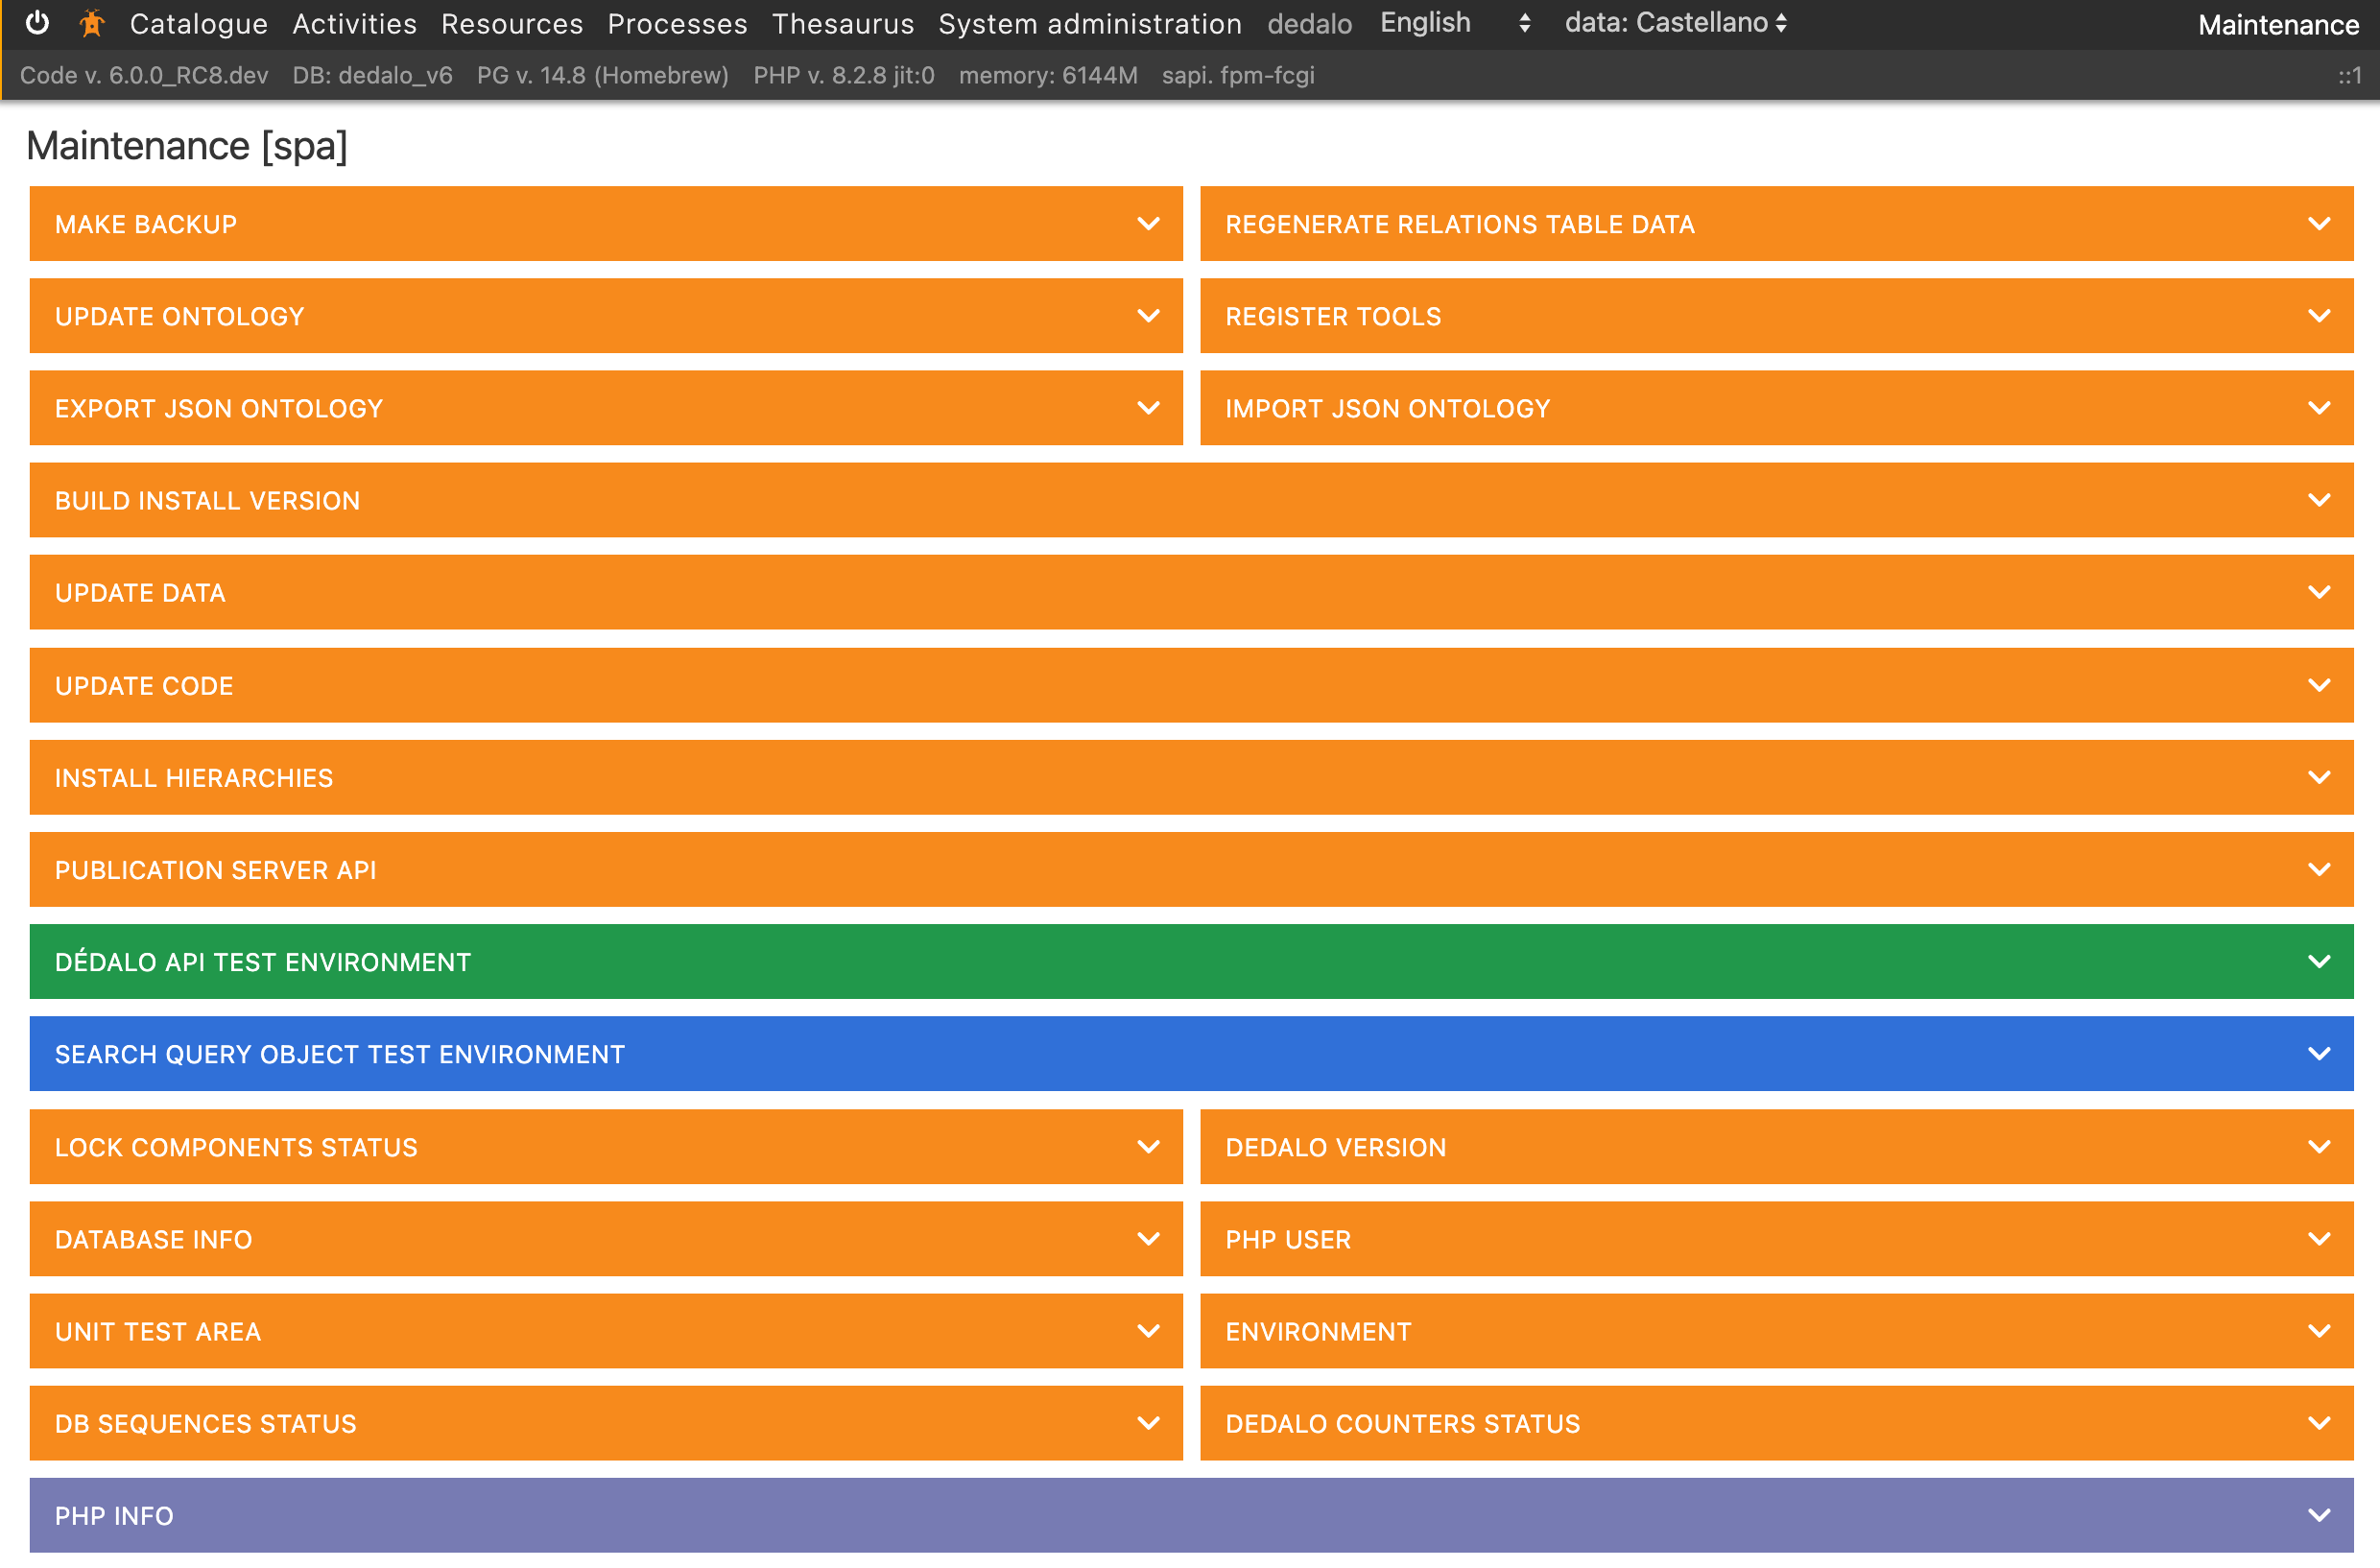 Catalogue Activities Resources Processes Thesaurus System administration dedalo English data: Castellano Maintenance
Code v. 6.0.0_RC8.dev DB: dedalo_v6 PG v. 14.8 (Homebrew) PHP v. 8.2.8 jit:0 memory: 6144M sapi. fpm-fcgi ::1
Maintenance [spa]
MAKE BACKUP
REGENERATE RELATIONS TABLE DATA
UPDATE ONTOLOGY
REGISTER TOOLS
EXPORT JSON ONTOLOGY
IMPORT JSON ONTOLOGY
BUILD INSTALL VERSION
UPDATE DATA
UPDATE CODE
INSTALL HIERARCHIES
PUBLICATION SERVER API
DÉDALO API TEST ENVIRONMENT
SEARCH QUERY OBJECT TEST ENVIRONMENT
LOCK COMPONENTS STATUS
DEDALO VERSION
DATABASE INFO
PHP USER
UNIT TEST AREA
ENVIRONMENT
DB SEQUENCES STATUS
DEDALO COUNTERS STATUS
PHP INFO